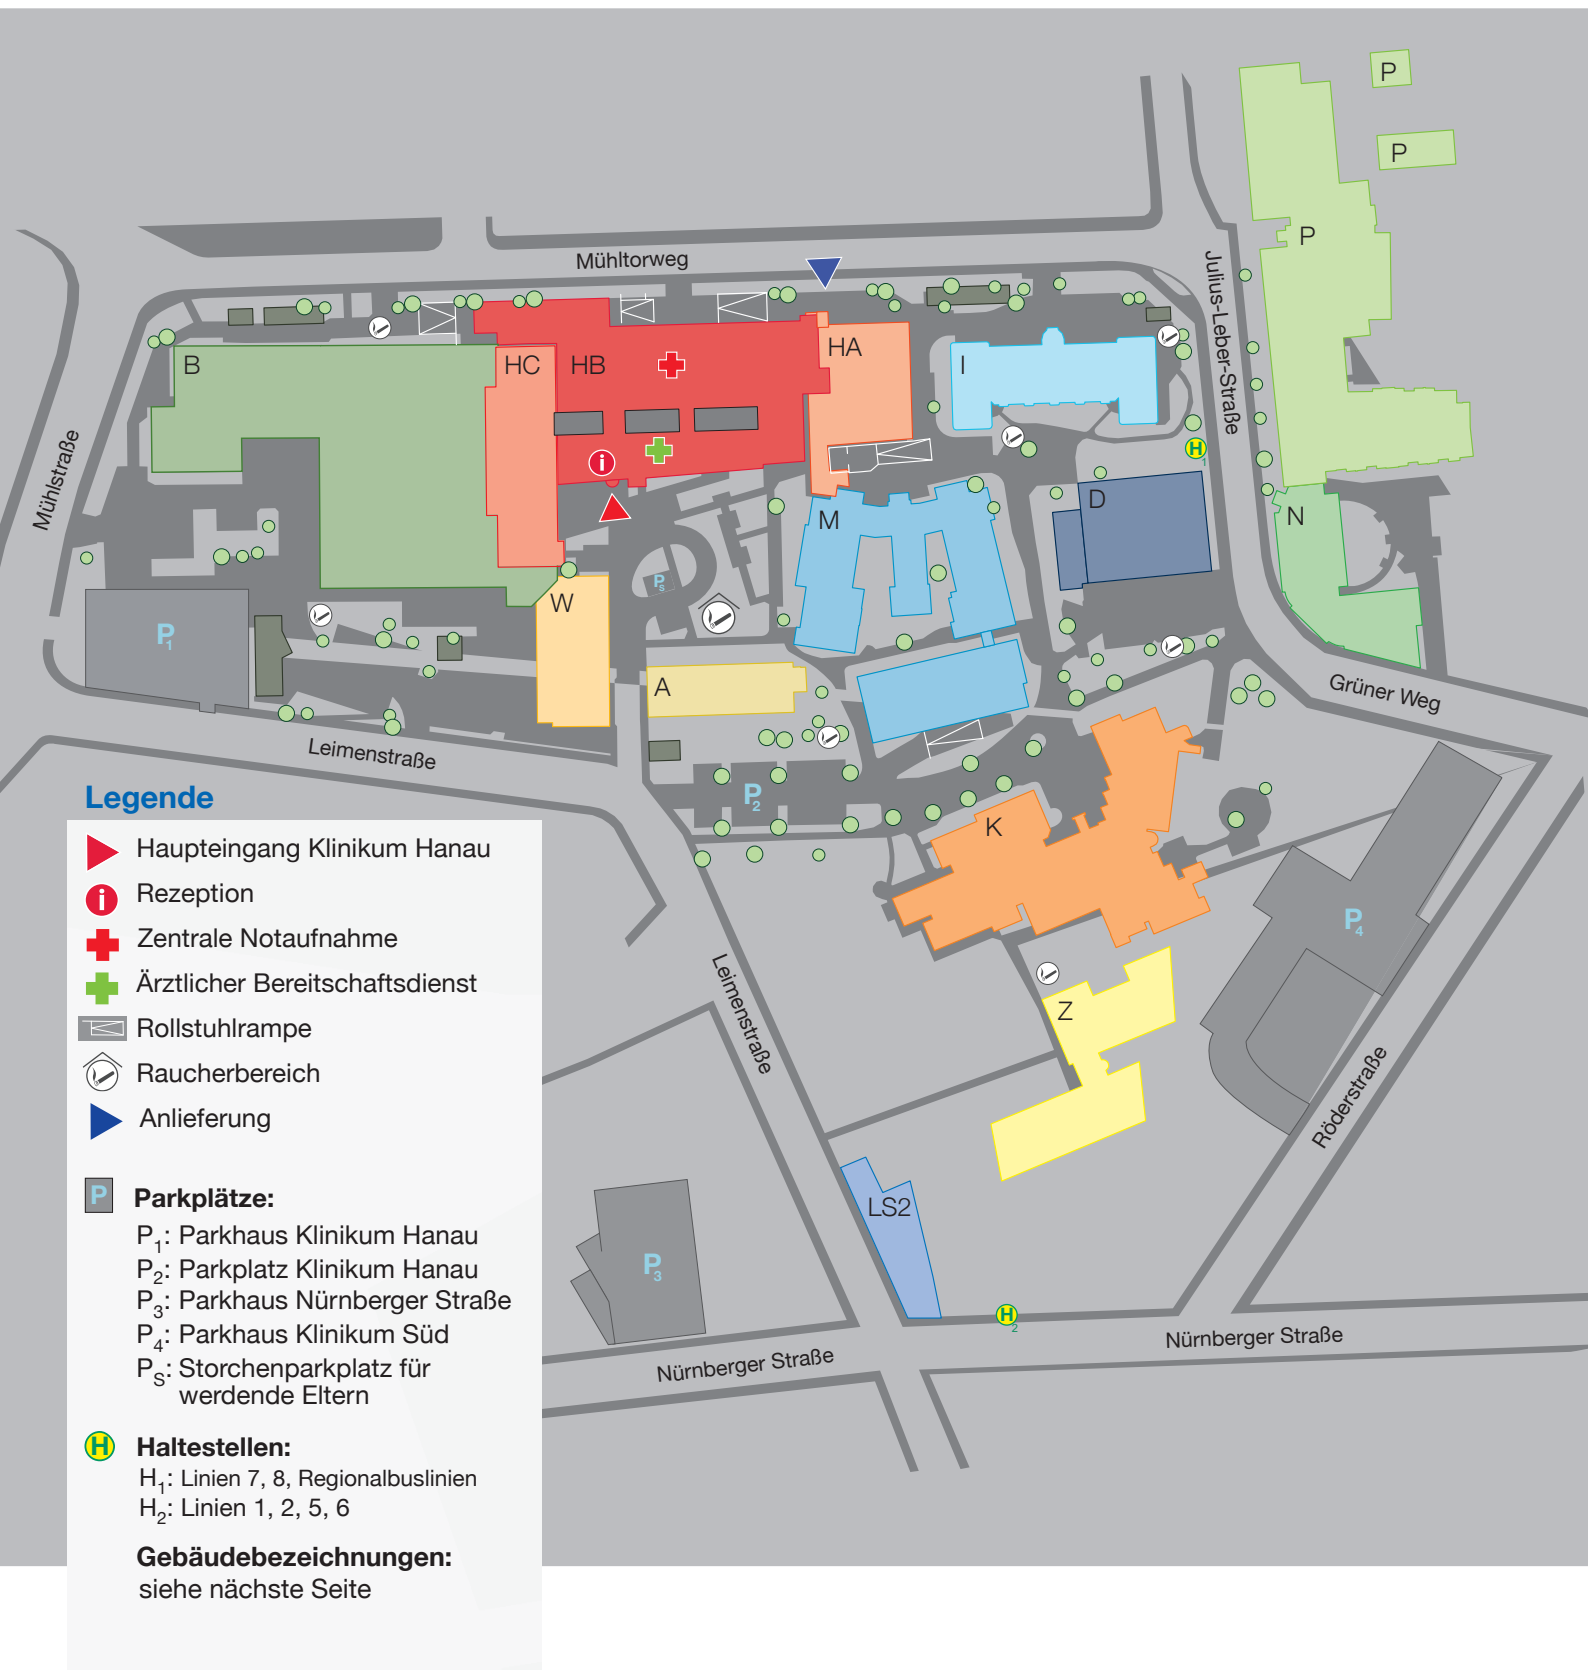 P
P
P
Mühltorweg
Julius-Leber-Straße
B
HC
HB
HA
I
i
H1
Mühlstraße
M
D
N
PS
W
P1
A
Grüner Weg
Leimenstraße
P2
K
P4
Z
Leimenstraße
Röderstraße
LS2
P3
H2
Nürnberger Straße
Nürnberger Straße
Legende
Haupteingang Klinikum Hanau
i Rezeption
Zentrale Notaufnahme
Ärztlicher Bereitschaftsdienst
Rollstuhlrampe
Raucherbereich
Anlieferung
P Parkplätze:
P1: Parkhaus Klinikum Hanau
P2: Parkplatz Klinikum Hanau
P3: Parkhaus Nürnberger Straße
P4: Parkhaus Klinikum Süd
PS: Storchenparkplatz für
werdende Eltern
H Haltestellen:
H1: Linien 7, 8, Regionalbuslinien
H2: Linien 1, 2, 5, 6
Gebäudebezeichnungen:
siehe nächste Seite